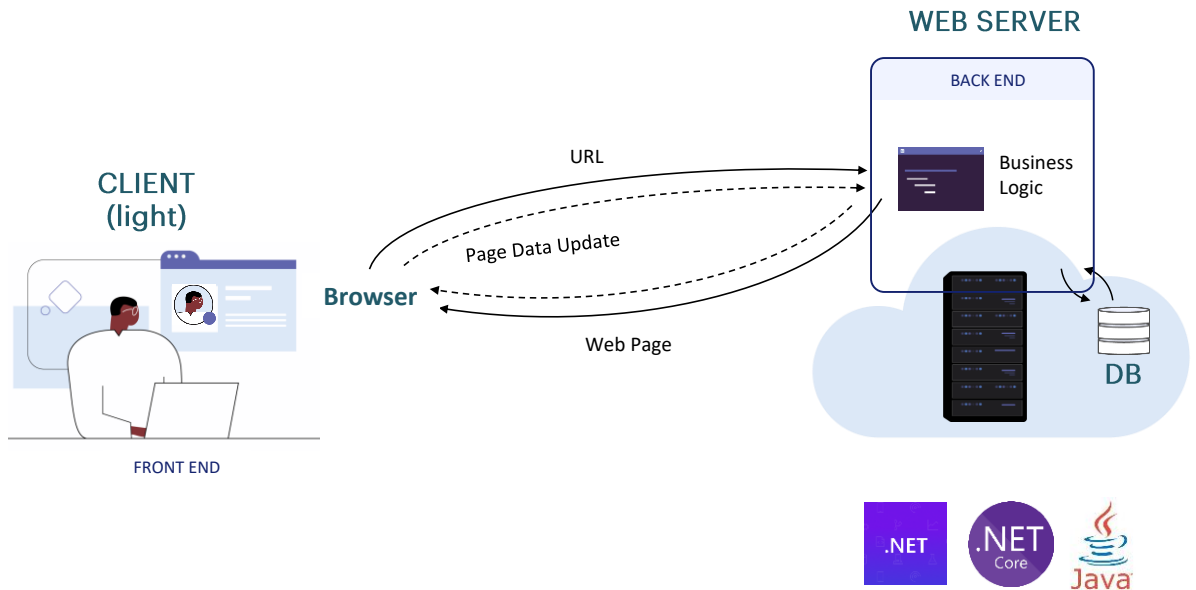 WEB SERVER
BACK END
Business
Logic
URL
CLIENT
(light)
Page Data Update
Browser
Web Page
DB
FRONT END
.NET
.NET
Core
Java